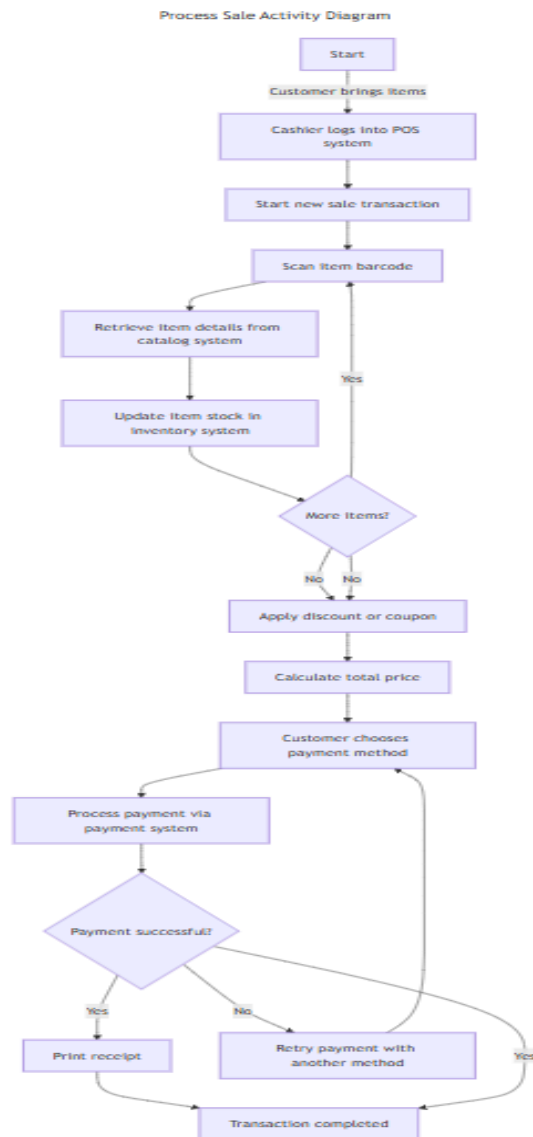 Process Sale Activity Diagram
Start
Customer brings items
Cashier logs into POS
system
Start new sale transaction
Scan item barcode
Retrieve item details from
catalog system
Yes
Update item stock in
inventory system
More items?
No
No
Apply discount or coupon
Calculate total price
Customer chooses
payment method
Process payment via
payment system
Payment successful?
Yes
No
Print receipt
Retry payment with
another method
Yes
Transaction completed